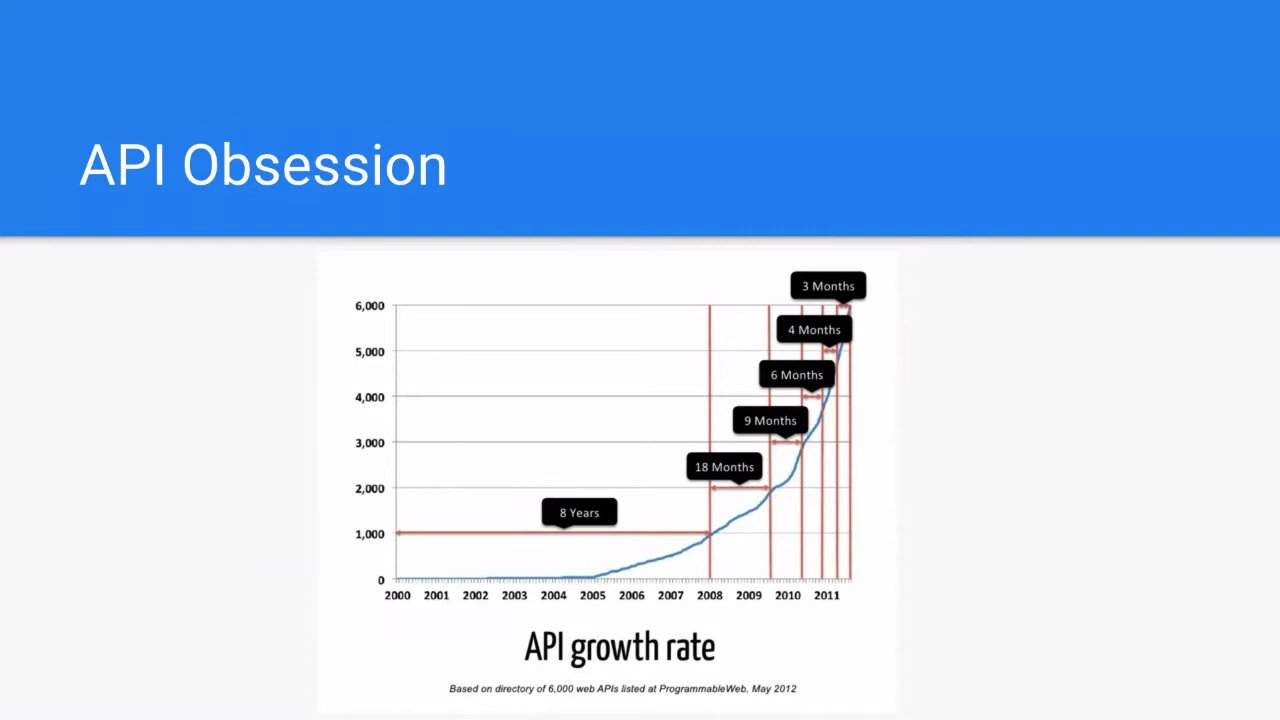 API Obsession
3 Months
6,000
4 Months
5,000
6 Months
4,000
9 Months
3,000
18 Months
2,000
8 Years
1,000
0
2000 2001 2002 2003 2004 2005 2006 2007 2008 2009 2010 2011
API growth rate
Based on directory of 6,000 web APIs listed at ProgrammableWeb, May 2012